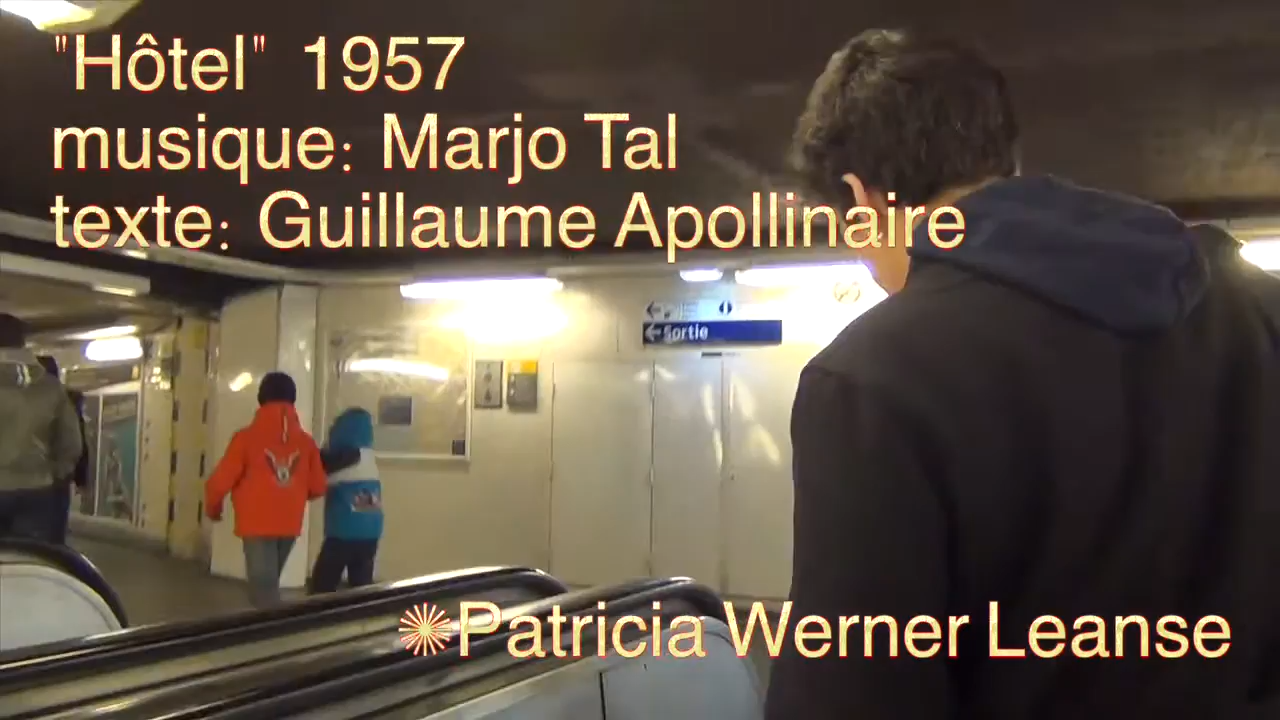 "Hôtel" 1957
musique: Marjo Tal
texte: Guillaume Apollinaire
Sortie
Patricia Werner Leanse